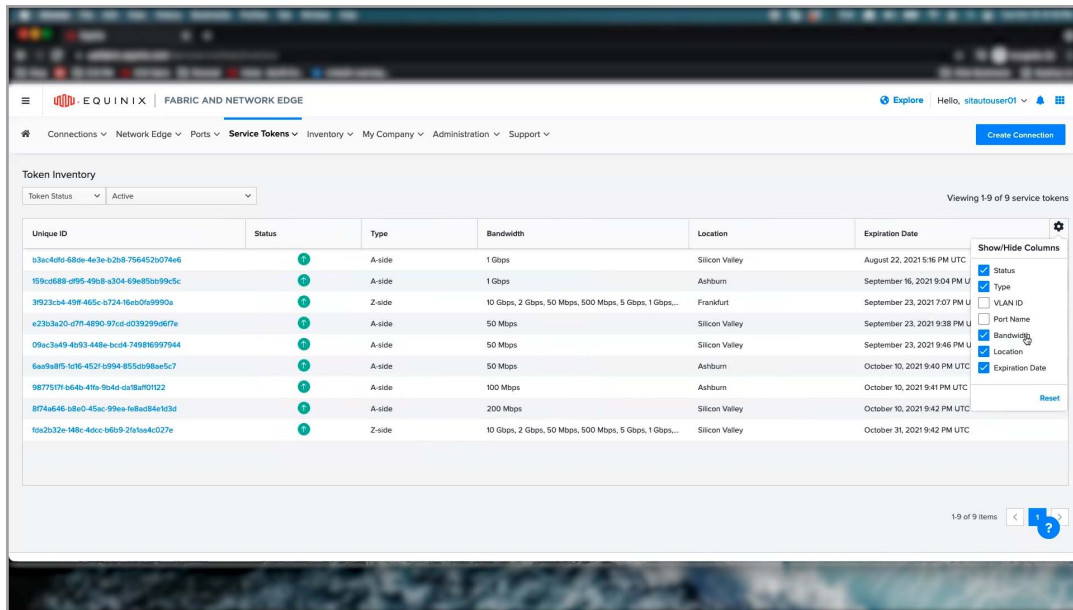 EQUINIX FABRIC AND NETWORK EDGE Explore Hello, sitautouser01
Connections Network Edge Ports Service Tokens Inventory My Company Administration Support Create Connection
Token Inventory
Token Status Active Viewing 1-9 of 9 service tokens
Unique ID Status Type Bandwidth Location Expiration Date
b3ac4dfd-68de-4e3e-b2b8-756452b074e6 A-side 1 Gbps Silicon Valley August 22, 2021 5:16 PM UTC
159cd688-df95-49b8-a304-69e85bb99c5c A-side 1 Gbps Ashburn September 16, 2021 9:04 PM U
3f923cb4-49ff-465c-b724-16eb0fa9990a Z-side 10 Gbps, 2 Gbps, 50 Mbps, 500 Mbps, 5 Gbps, 1 Gbps,... Frankfurt September 23, 2021 7:07 PM U
e23b3a20-d7f1-4890-97cd-d039299d6f7e A-side 50 Mbps Silicon Valley September 23, 2021 9:38 PM U
09ac3a49-4b93-448e-bcd4-749816997944 A-side 50 Mbps Silicon Valley September 23, 2021 9:46 PM U
6aa9a8f5-1d16-452f-b994-855db98ae5c7 A-side 50 Mbps Ashburn October 10, 2021 9:40 PM UTC
9877517f-b64b-41fa-9b4d-da18aff01122 A-side 100 Mbps Ashburn October 10, 2021 9:41 PM UTC
8f74a646-b8e0-45ac-99ea-fe8ad84e1d3d A-side 200 Mbps Silicon Valley October 10, 2021 9:42 PM UTC
fda2b32e-148c-4dcc-b6b9-2fa1aa4c027e Z-side 10 Gbps, 2 Gbps, 50 Mbps, 500 Mbps, 5 Gbps, 1 Gbps,... Silicon Valley October 31, 2021 9:42 PM UTC
Show/Hide Columns
Status
Type
VLAN ID
Port Name
Bandwidth
Location
Expiration Date
Reset
1-9 of 9 items < 1 >
?